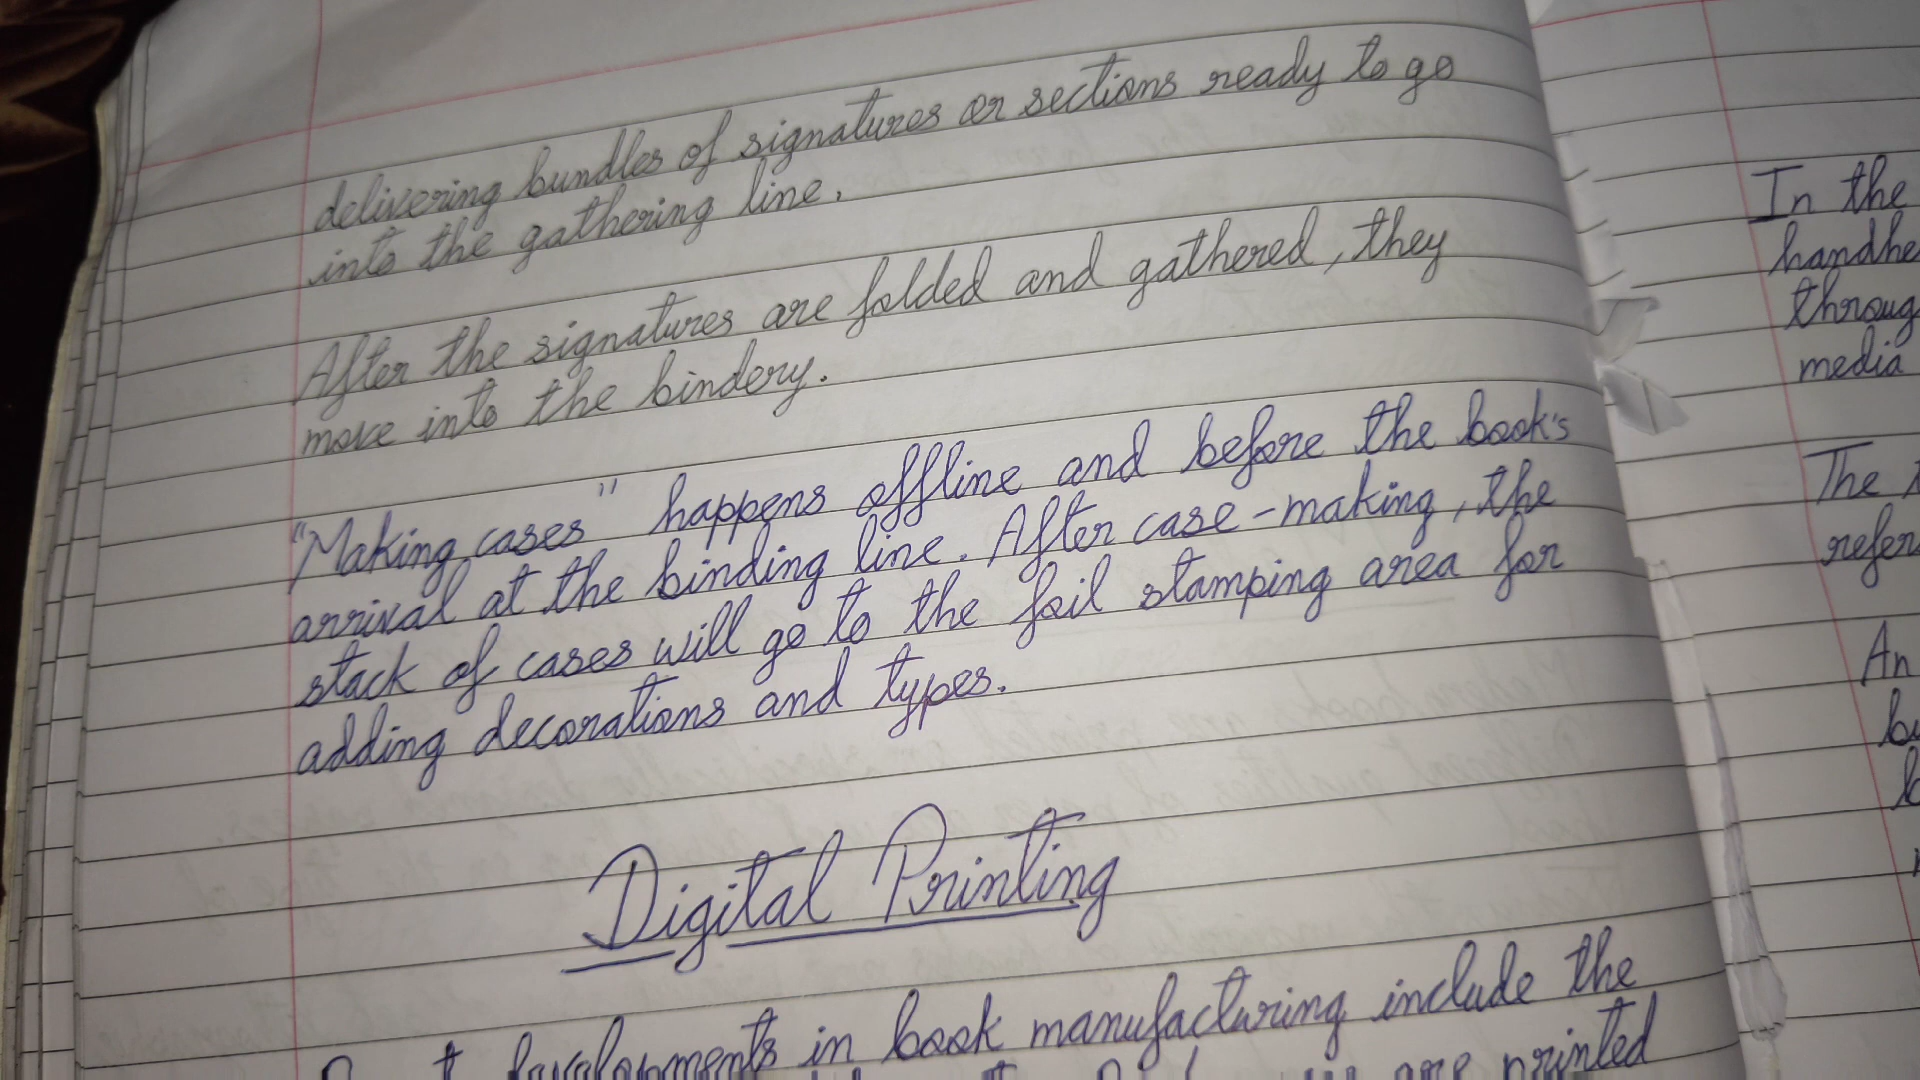 delivering bundles of signatures or sections ready to go
into the gathering line.
After the signatures are folded and gathered, they
move into the bindery.
"Making cases" happens offline and before the book's
arrival at the binding line. After case-making, the
stack of cases will go to the foil stamping area for
adding decorations and types.
Digital Printing
developments in book manufacturing include the
are printed
In the
media
The
An